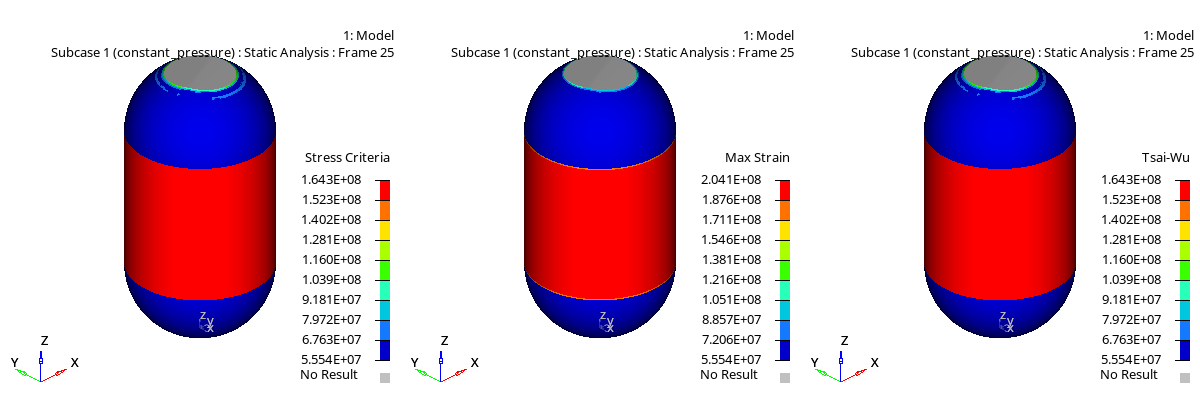 1: Model
Subcase 1 (constant_pressure) : Static Analysis : Frame 25
Stress Criteria
1.643E+08
1.523E+08
1.402E+08
1.281E+08
1.160E+08
1.039E+08
9.181E+07
7.972E+07
6.763E+07
5.554E+07
No Result
Z
Y
X
Z
Y
X
1: Model
Subcase 1 (constant_pressure) : Static Analysis : Frame 25
Max Strain
2.041E+08
1.876E+08
1.711E+08
1.546E+08
1.381E+08
1.216E+08
1.051E+08
8.857E+07
7.206E+07
5.554E+07
No Result
Z
Y
X
Z
Y
X
1: Model
Subcase 1 (constant_pressure) : Static Analysis : Frame 25
Tsai-Wu
1.643E+08
1.523E+08
1.402E+08
1.281E+08
1.160E+08
1.039E+08
9.181E+07
7.972E+07
6.763E+07
5.554E+07
No Result
Z
Y
X
Z
Y
X